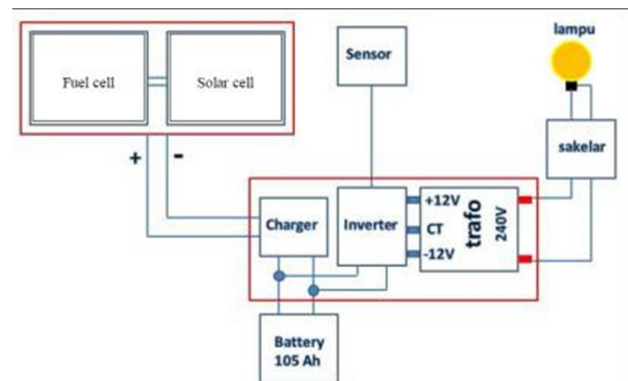 lampu
Sensor
Fuel cell
Solar cell
sakelar
+ -
+12V
Charger
Inverter
CT
trafo
240V
-12V
Battery
105 Ah